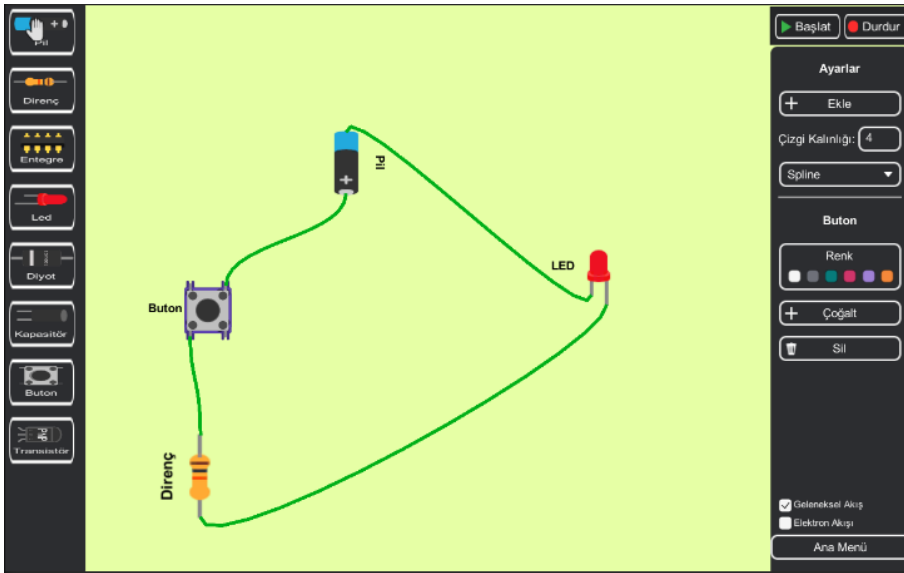 Pil
Direnç
Entegre
Led
Diyot
Kapasitör
Buton
Transistör
Pil
LED
Buton
Direnç
Başlat
Durdur
Ayarlar
Ekle
Çizgi Kalınlığı: 4
Spline
Buton
Renk
Çoğalt
Sil
Geleneksel Akış
Elektron Akışı
Ana Menü